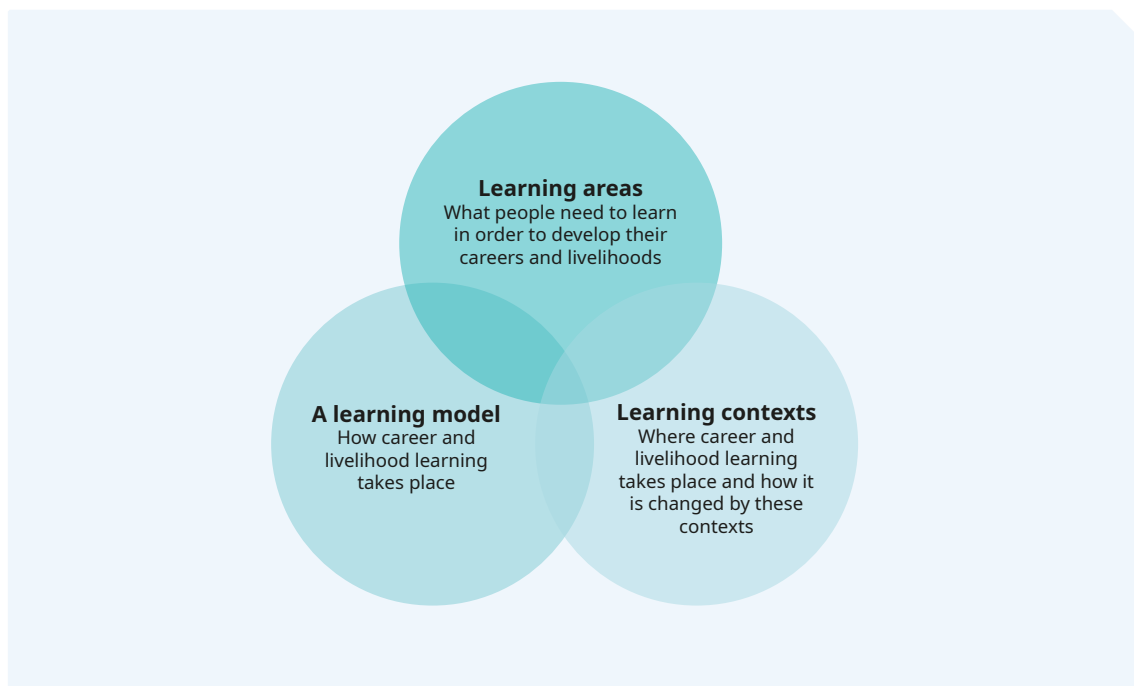 Learning areas
What people need to learn
in order to develop their
careers and livelihoods
A learning model
How career and
livelihood learning
takes place
Learning contexts
Where career and
livelihood learning
takes place and how it
is changed by these
contexts